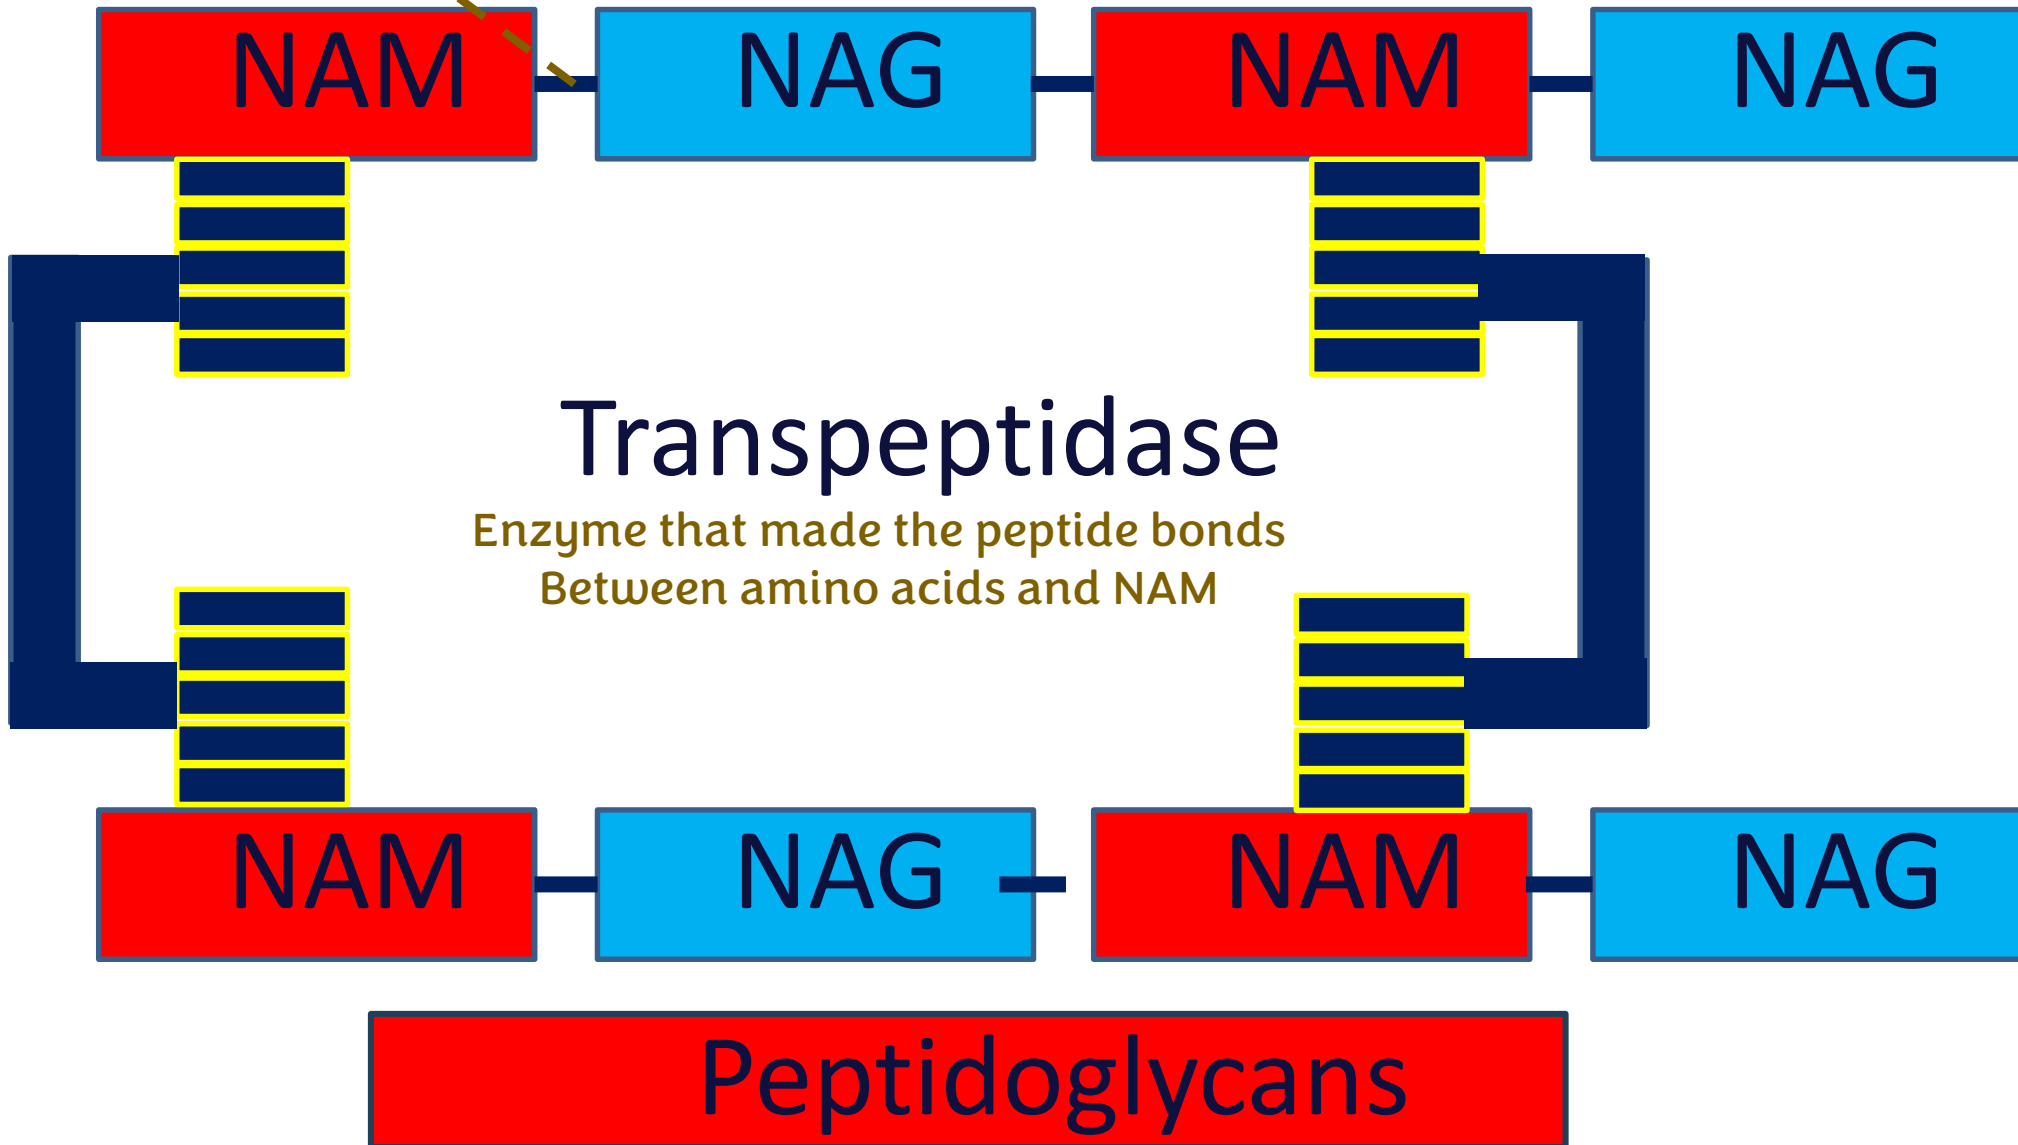 NAM NAG NAM NAG
Transpeptidase
Enzyme that made the peptide bonds
Between amino acids and NAM
NAM NAG NAM NAG
Peptidoglycans